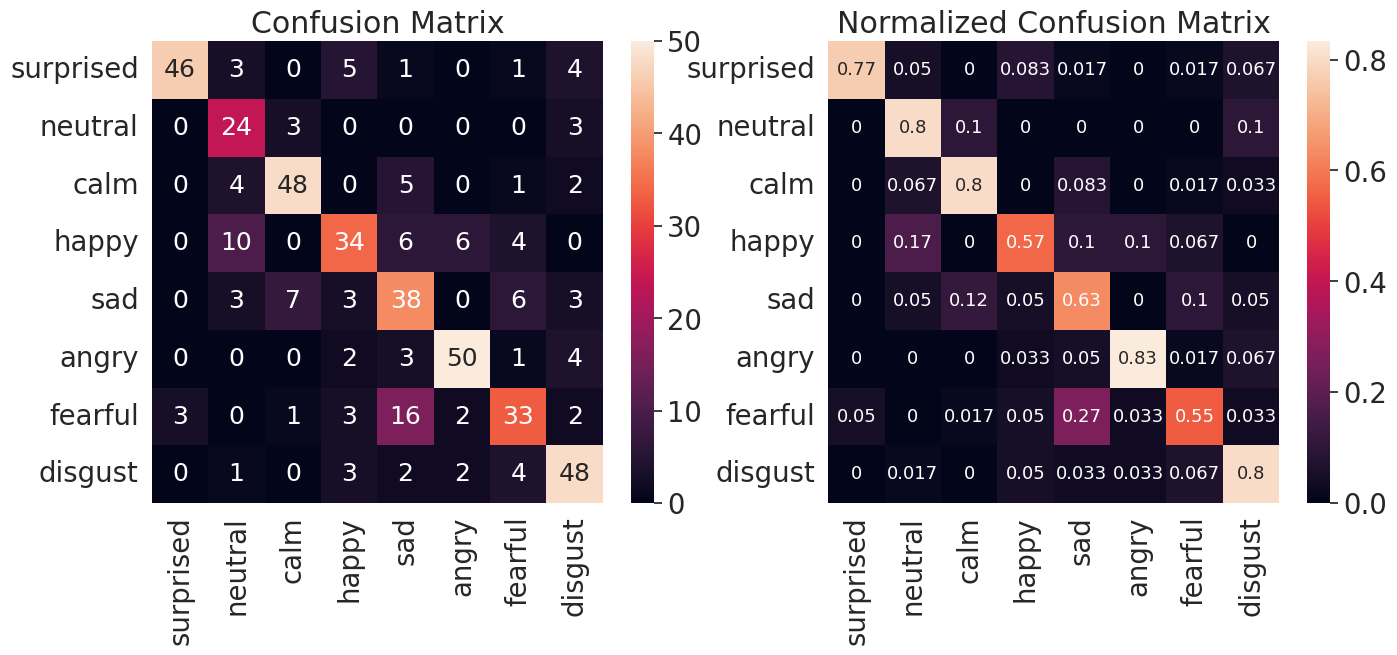 Confusion Matrix
surprised 46 3 0 5 1 0 1 4
neutral 0 24 3 0 0 0 0 3
calm 0 4 48 0 5 0 1 2
happy 0 10 0 34 6 6 4 0
sad 0 3 7 3 38 0 6 3
angry 0 0 0 2 3 50 1 4
fearful 3 0 1 3 16 2 33 2
disgust 0 1 0 3 2 2 4 48
surprised neutral calm happy sad angry fearful disgust
50
40
30
20
10
0
Normalized Confusion Matrix
surprised 0.77 0.05 0 0.083 0.017 0 0.017 0.067
neutral 0 0.8 0.1 0 0 0 0 0.1
calm 0 0.067 0.8 0 0.083 0 0.017 0.033
happy 0 0.17 0 0.57 0.1 0.1 0.067 0
sad 0 0.05 0.12 0.05 0.63 0 0.1 0.05
angry 0 0 0 0.033 0.05 0.83 0.017 0.067
fearful 0.05 0 0.017 0.05 0.27 0.033 0.55 0.033
disgust 0 0.017 0 0.05 0.033 0.033 0.067 0.8
surprised neutral calm happy sad angry fearful disgust
0.8
0.6
0.4
0.2
0.0